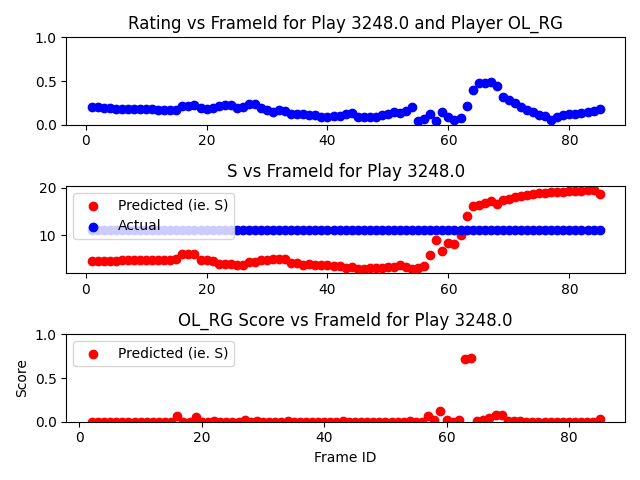 Rating vs FrameId for Play 3248.0 and Player OL_RG
1.0
0.5
0.0
0 20 40 60 80
S vs FrameId for Play 3248.0
20
10
Predicted (ie. S)
Actual
0 20 40 60 80
OL_RG Score vs FrameId for Play 3248.0
1.0
0.5
0.0
Score
Predicted (ie. S)
0 20 40 60 80
Frame ID